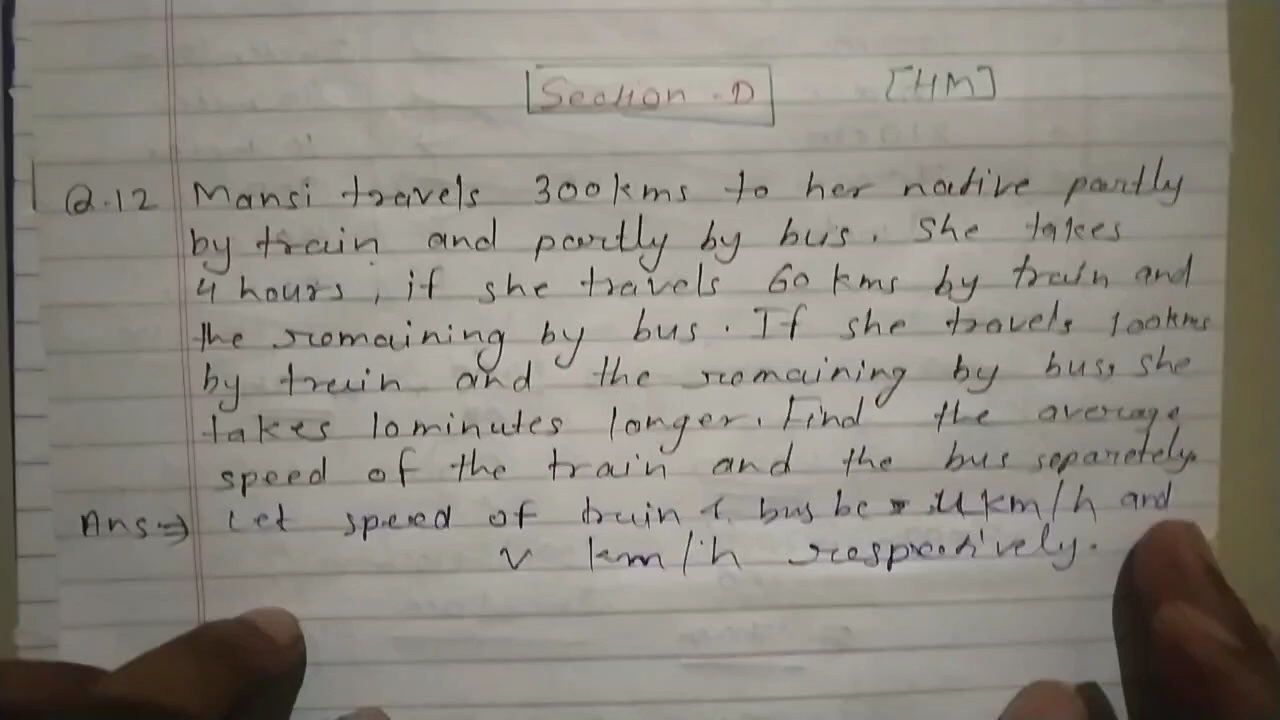 Section - D [4M]
Q.12 Mansi travels 300kms to her native partly
by train and partly by bus. She takes
4 hours, if she travels 60 kms by train and
the remaining by bus. If she travels 100kms
by train and the remaining by bus, she
takes 10minutes longer. Find the average
speed of the train and the bus separetely.
Ans⇒ Let speed of train & bus be u km/h and
v km/h respectively.